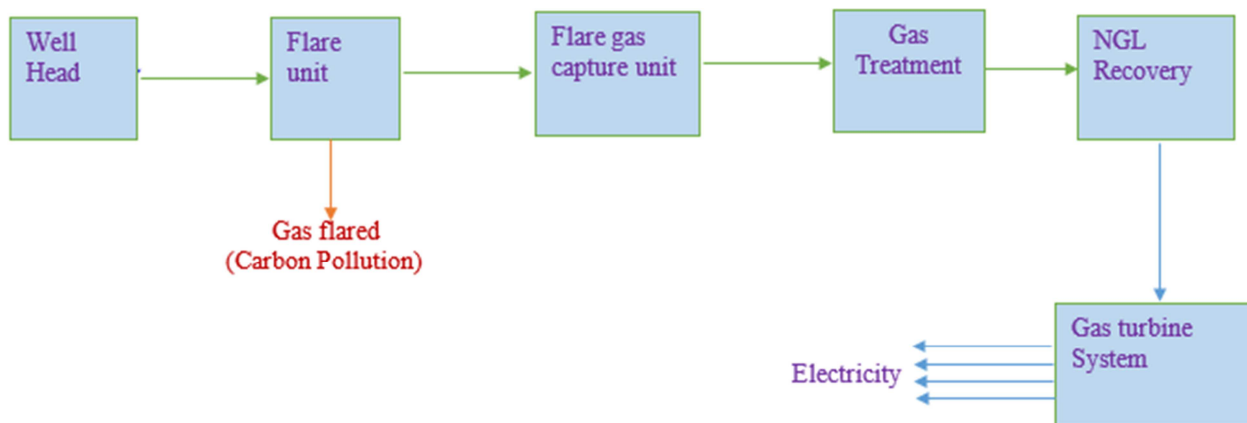 Well
Head
Flare
unit
Flare gas
capture unit
Gas
Treatment
NGL
Recovery
Gas flared
(Carbon Pollution)
Gas turbine
System
Electricity